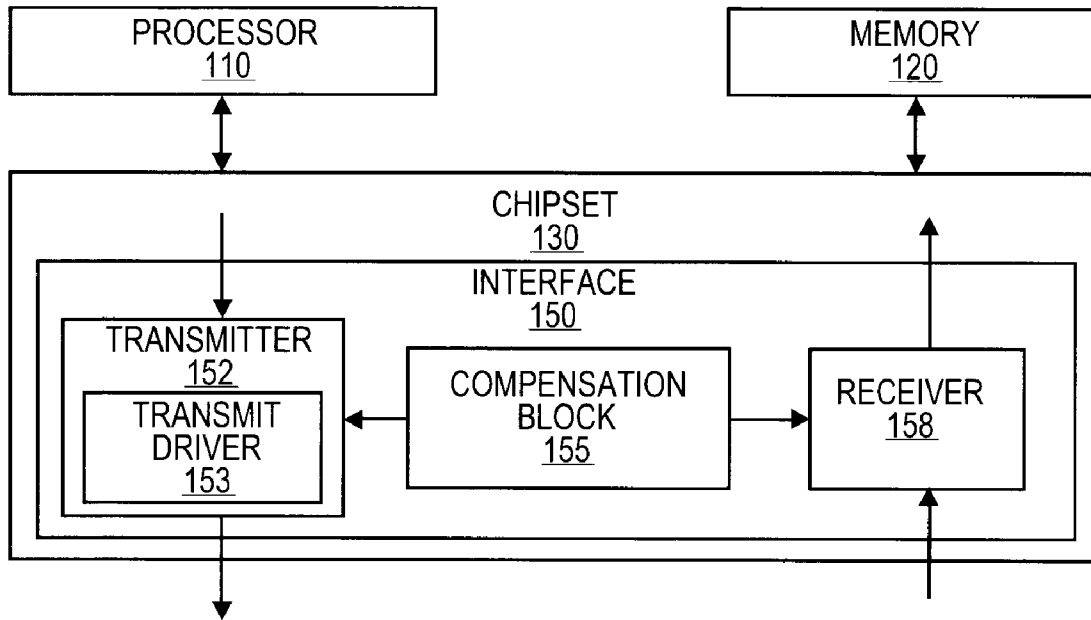 PROCESSOR
110
MEMORY
120
CHIPSET
130
INTERFACE
150
TRANSMITTER
152
TRANSMIT
DRIVER
153
COMPENSATION
BLOCK
155
RECEIVER
158